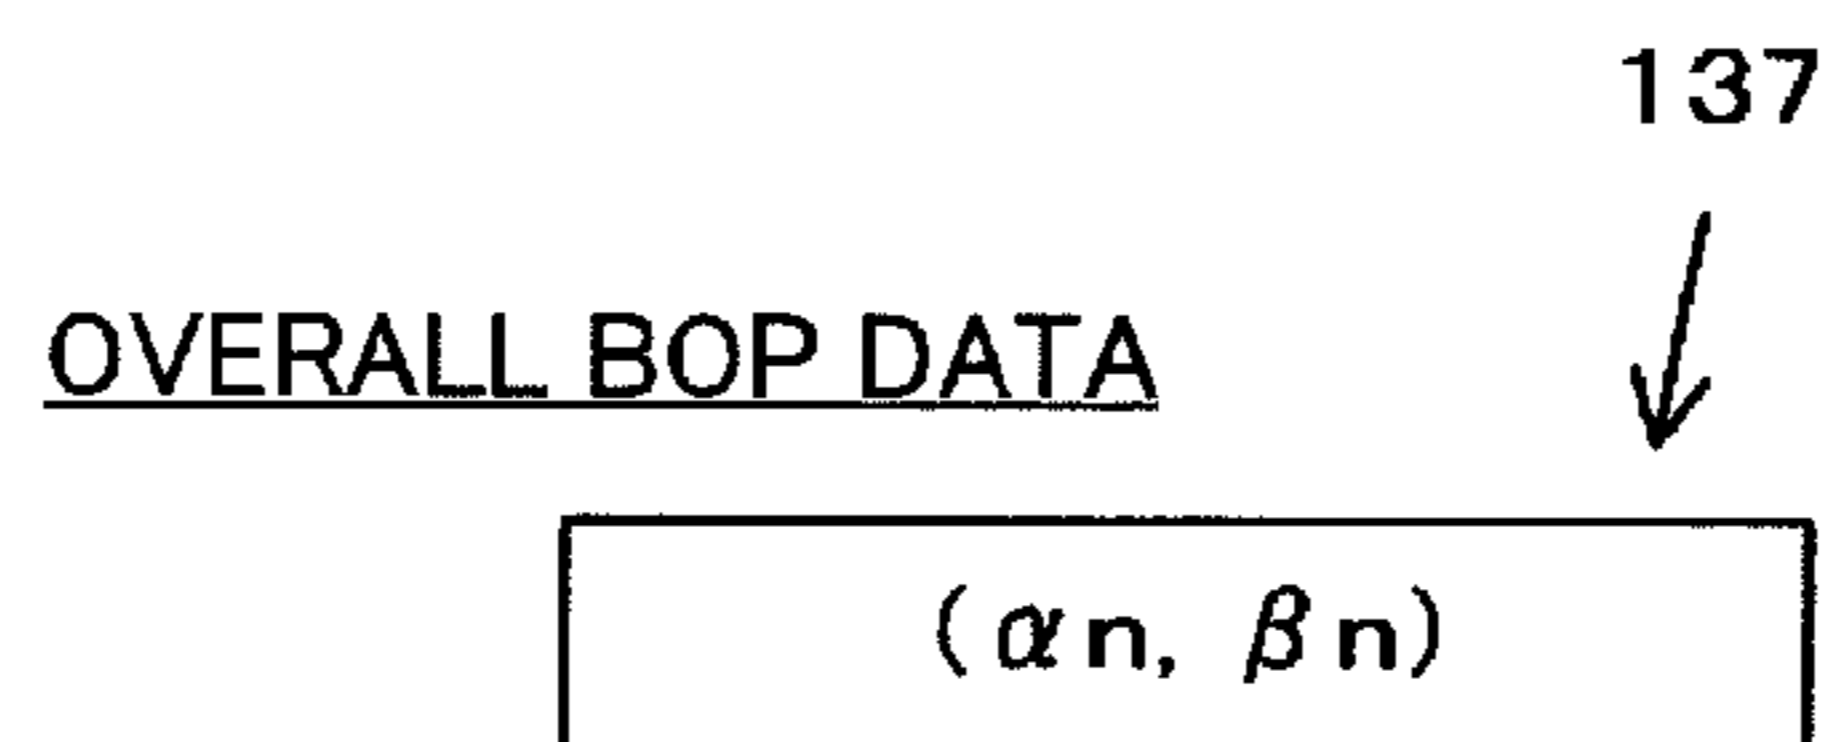 137
OVERALL BOP DATA
(αn, βn)